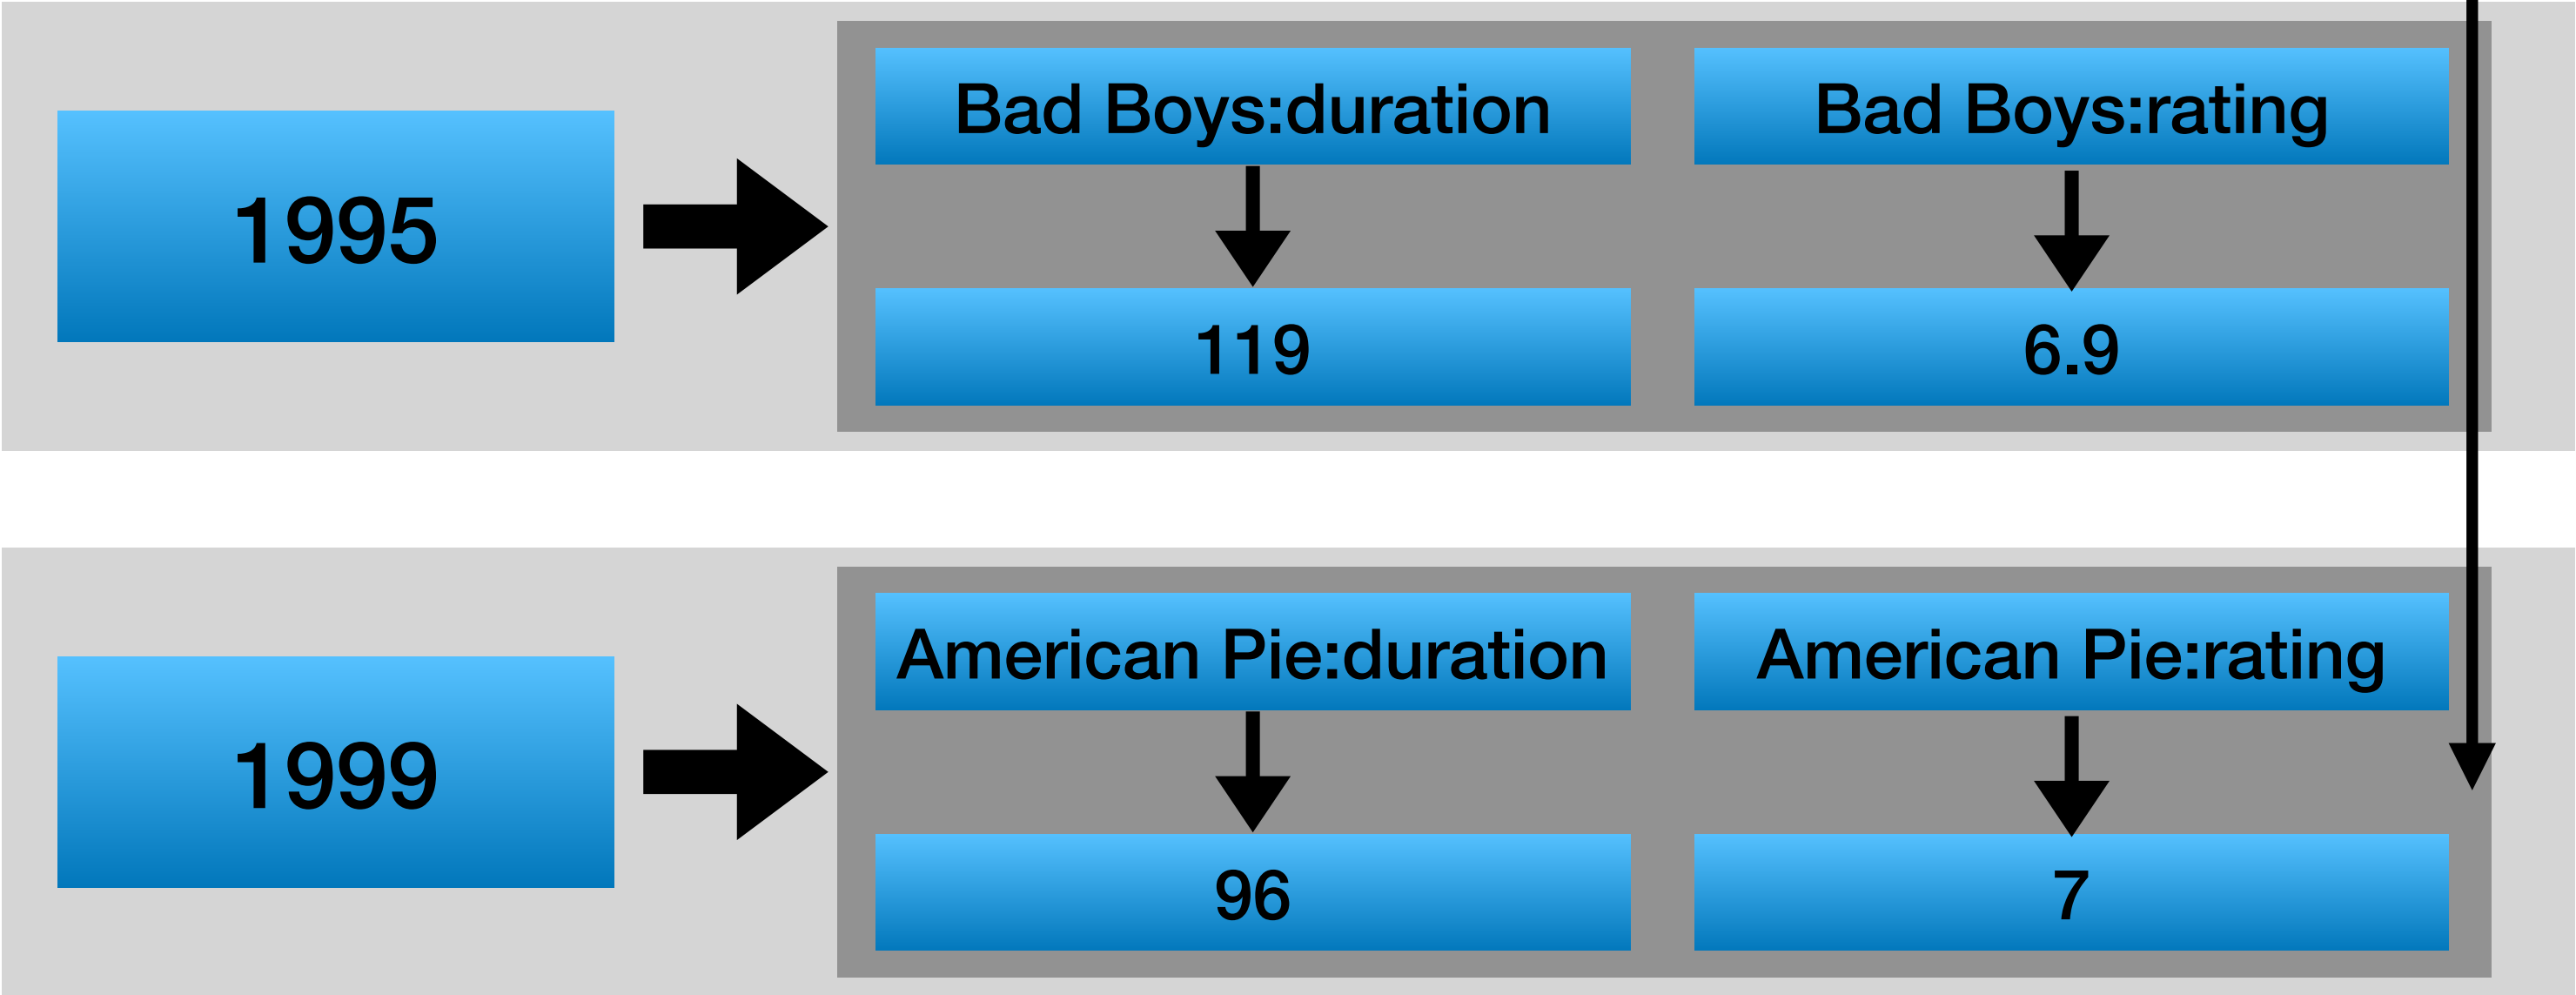 Bad Boys:duration
Bad Boys:rating
1995
119
6.9
American Pie:duration
American Pie:rating
1999
96
7